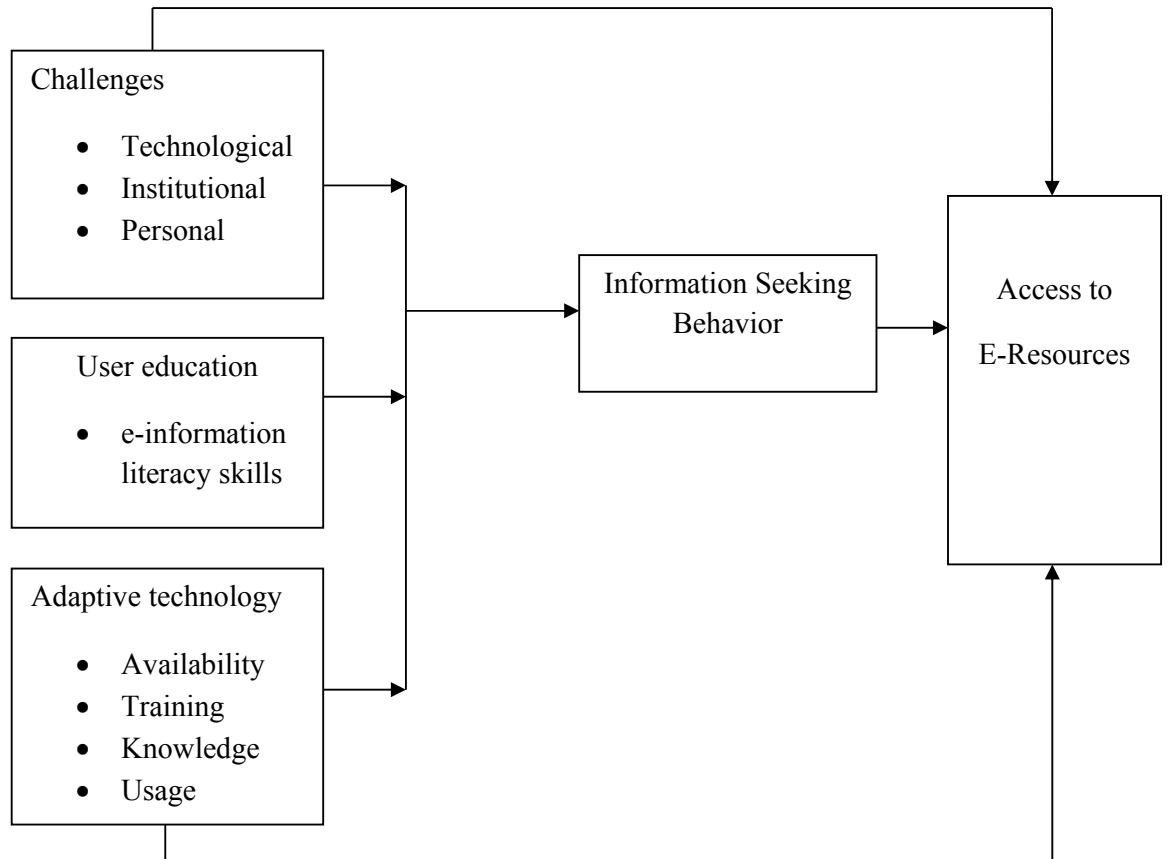 Challenges
• Technological
• Institutional
• Personal
User education
• e-information
literacy skills
Adaptive technology
• Availability
• Training
• Knowledge
• Usage
Information Seeking
Behavior
Access to
E-Resources